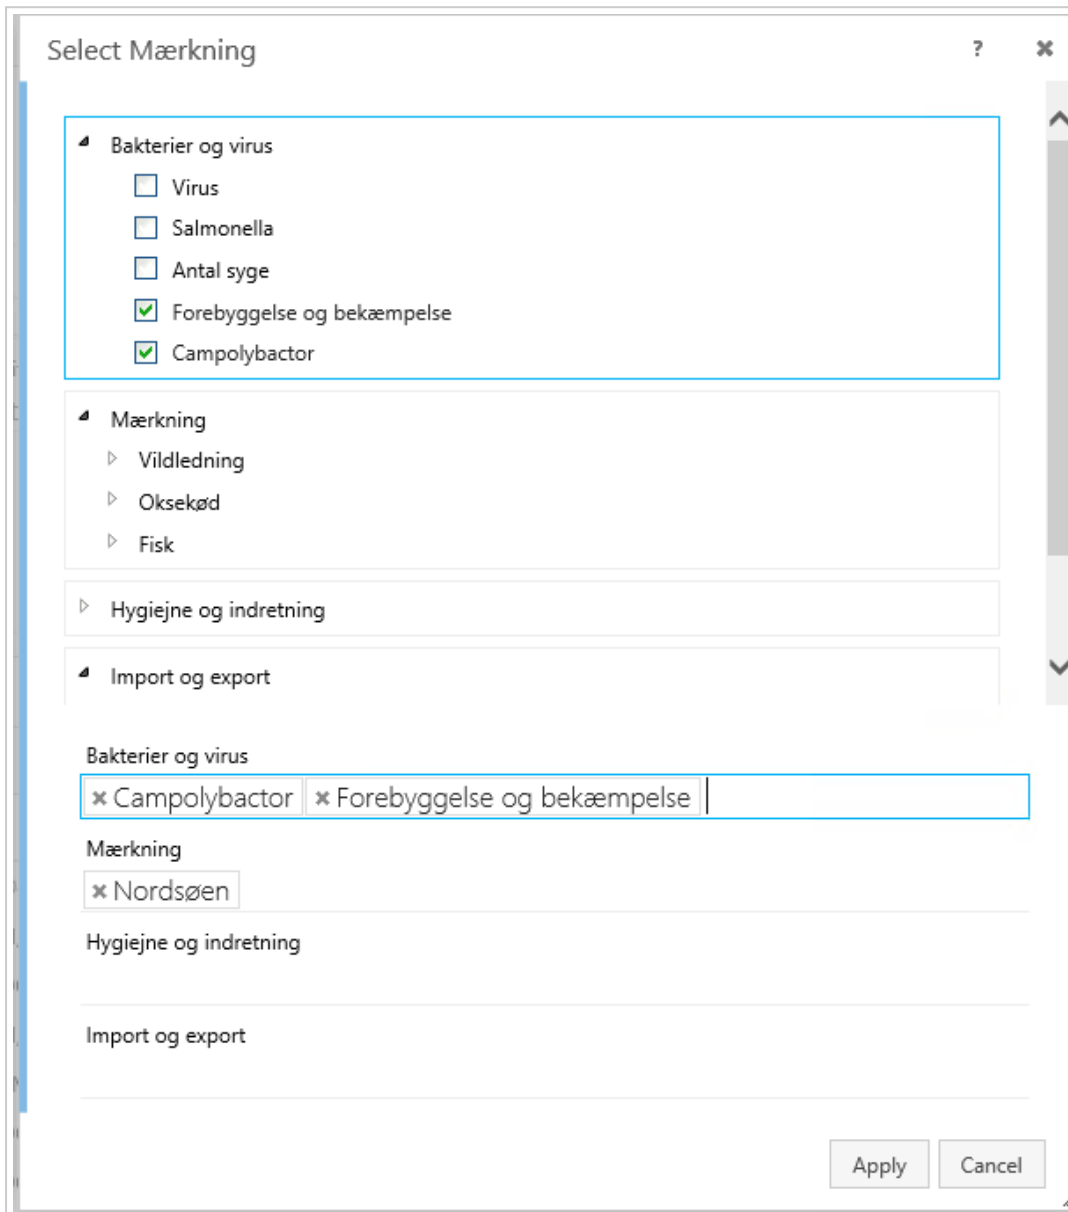 Select Mærkning ?
Bakterier og virus
Virus
Salmonella
Antal syge
Forebyggelse og bekæmpelse
Campolybactor
Mærkning
Vildledning
Oksekød
Fisk
Hygiejne og indretning
Import og export
Bakterier og virus
Campolybactor Forebyggelse og bekæmpelse
Mærkning
Nordsøen
Hygiejne og indretning
Import og export
Apply Cancel